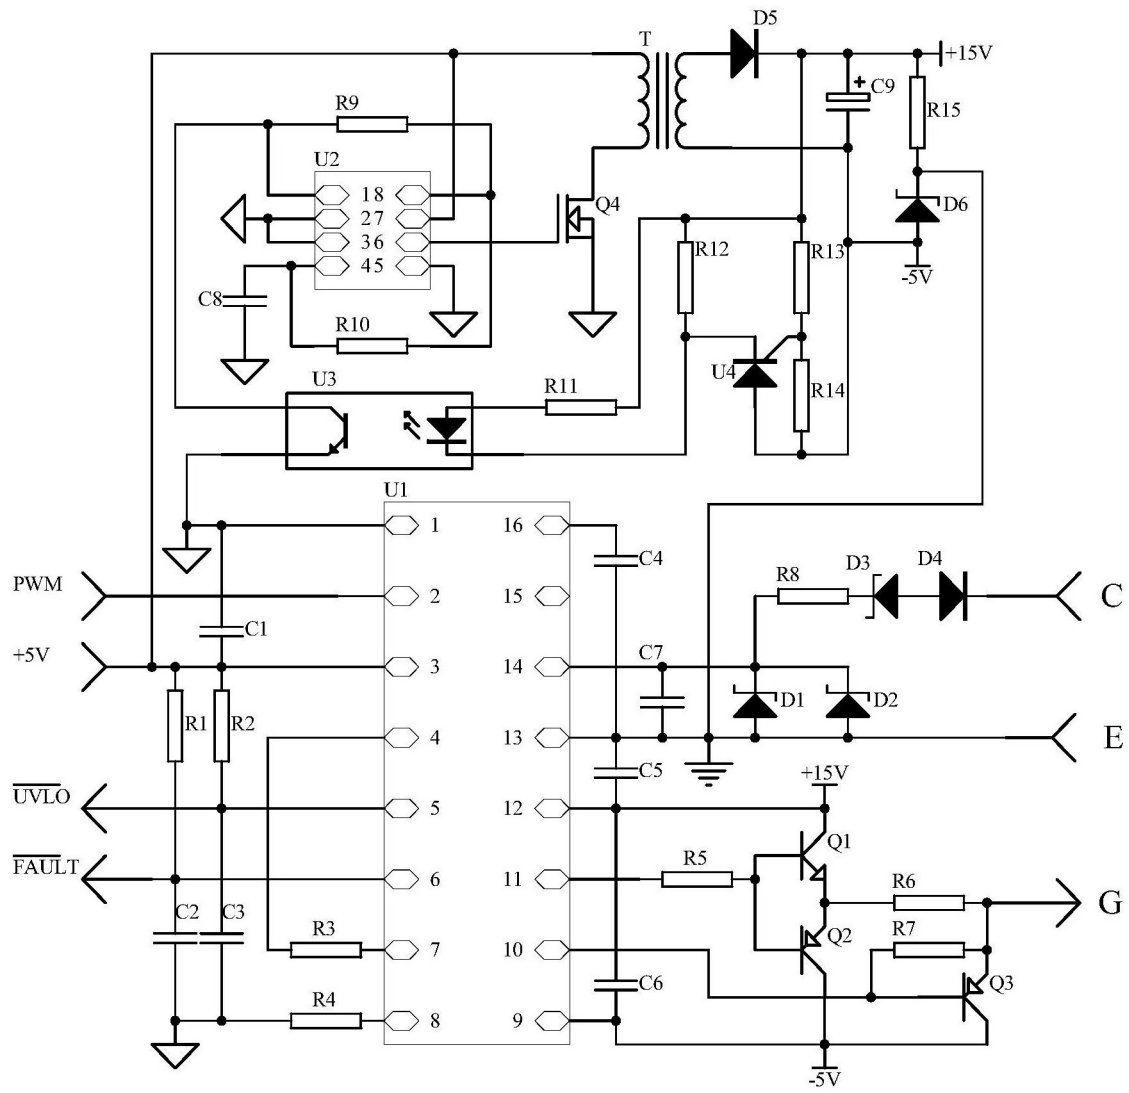 T D5
+15V
C9
R15
R9
U2
18
27
36
45
Q4
D6
-5V
R12 R13
C8
R10
U4
R14
U3
R11
U1
1 16
C4
PWM 2 15
R8 D3 D4 C
C1
+5V 3 14
C7
R1 R2
D1 D2
4 13 E
C5
+15V
UVLO 5 12
Q1
FAULT 6 11 R5
R6 G
C2 C3
R7
Q2
R3 7 10
C6 Q3
R4 8 9
-5V